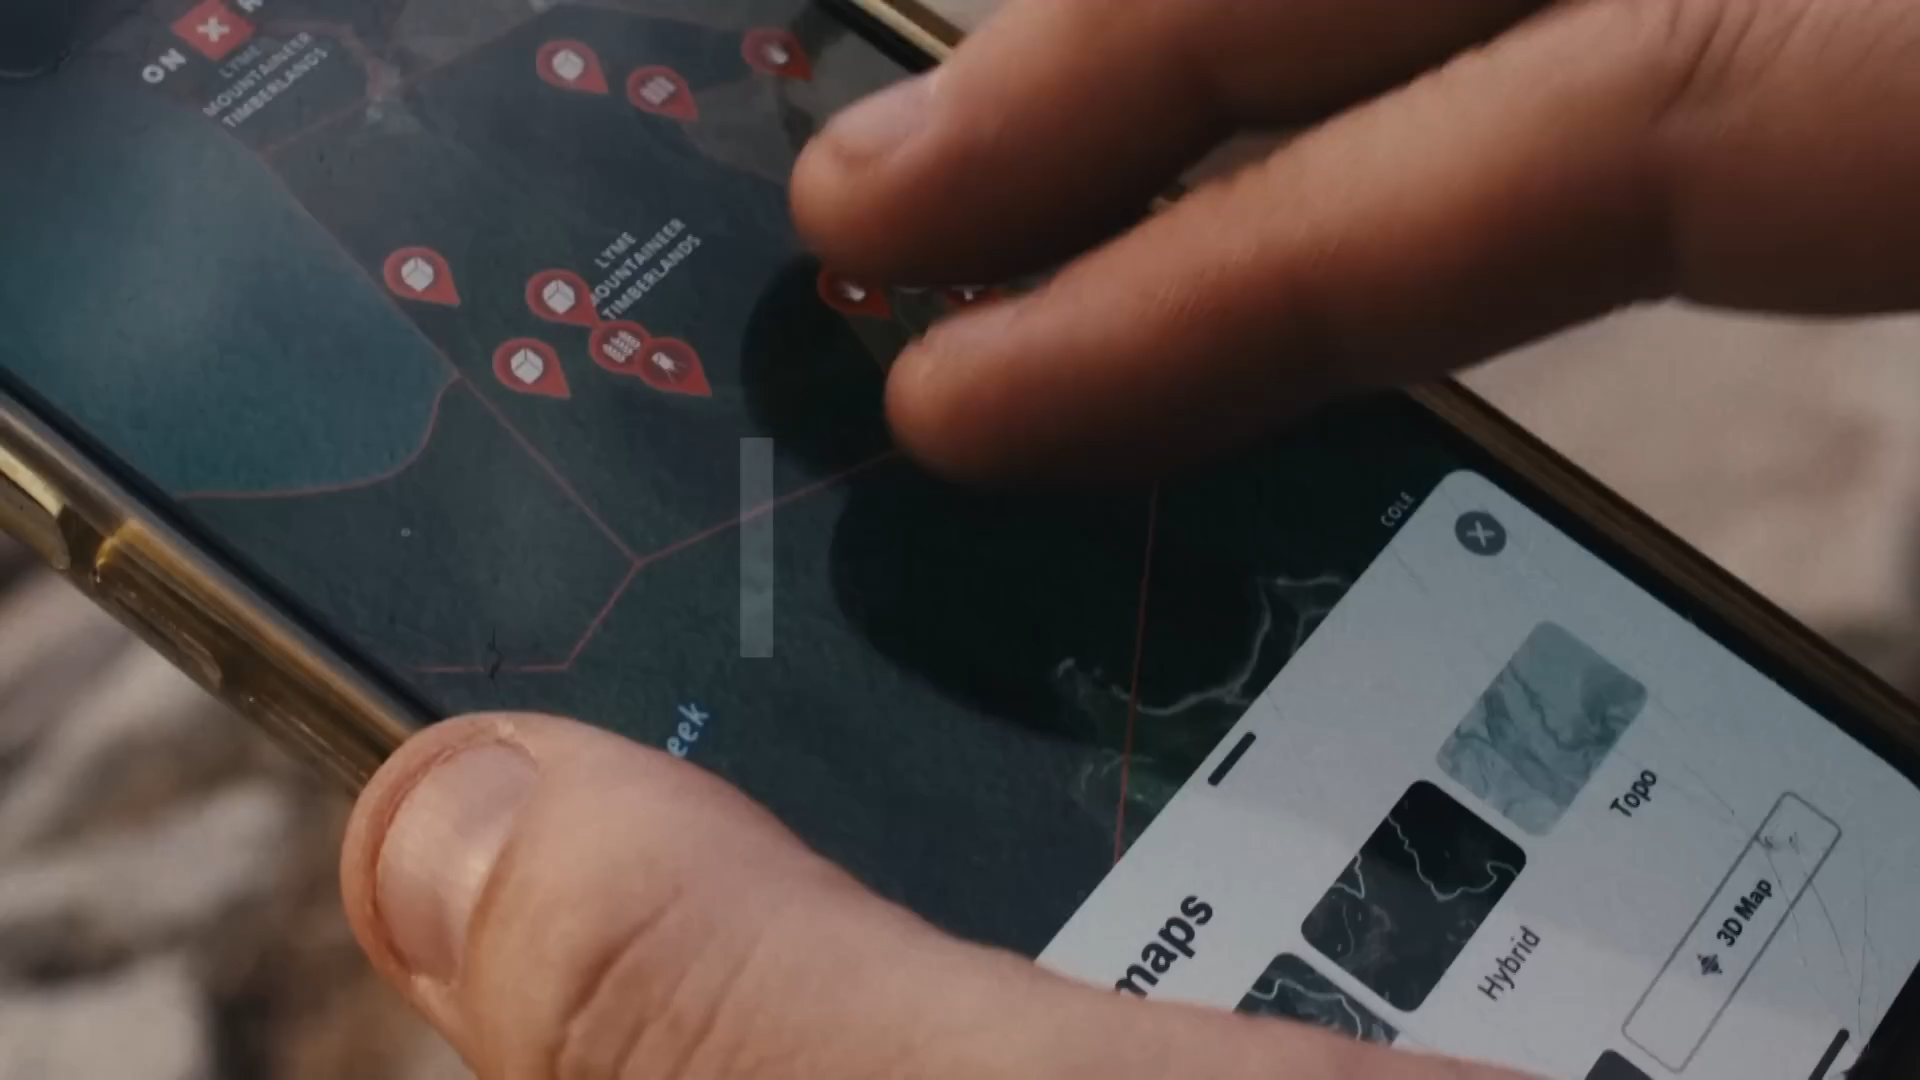 ON
LYME
MOUNTAINEER
TIMBERLANDS
LYME
MOUNTAINEER
TIMBERLANDS
COLE
eek
maps
Topo
Hybrid
3D Map